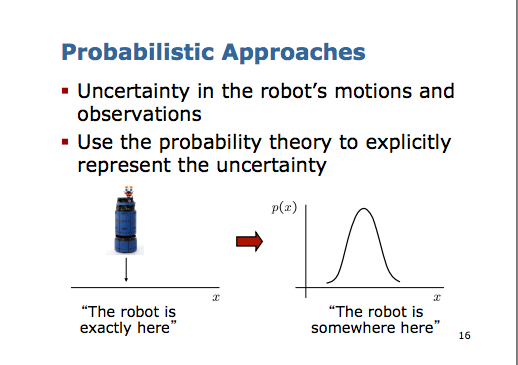 Probabilistic Approaches
▪ Uncertainty in the robot’s motions and
observations
▪ Use the probability theory to explicitly
represent the uncertainty
p(x)
x
x
“The robot is
exactly here”
“The robot is
somewhere here”
16